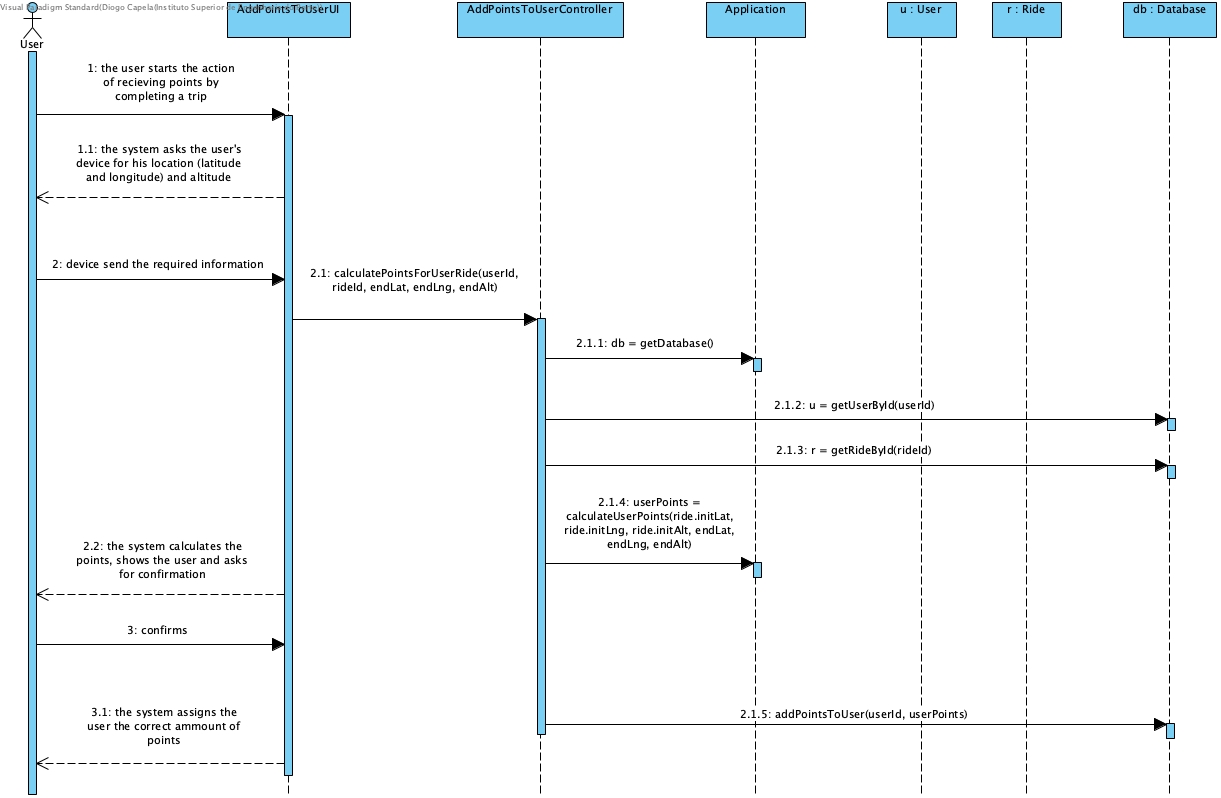 Visual Paradigm Standard(Diogo Capela(Instituto Superior de
AddPointsToUserUI
AddPointsToUserController
Application
u : User
r : Ride
db : Database
User
1: the user starts the action
of recieving points by
completing a trip
1.1: the system asks the user's
device for his location (latitude
and longitude) and altitude
2: device send the required information
2.1: calculatePointsForUserRide(userId,
rideId, endLat, endLng, endAlt)
2.1.1: db = getDatabase()
2.1.2: u = getUserById(userId)
2.1.3: r = getRideById(rideId)
2.1.4: userPoints =
calculateUserPoints(ride.initLat,
ride.initLng, ride.initAlt, endLat,
endLng, endAlt)
2.2: the system calculates the
points, shows the user and asks
for confirmation
3: confirms
3.1: the system assigns the
user the correct ammount of
points
2.1.5: addPointsToUser(userId, userPoints)